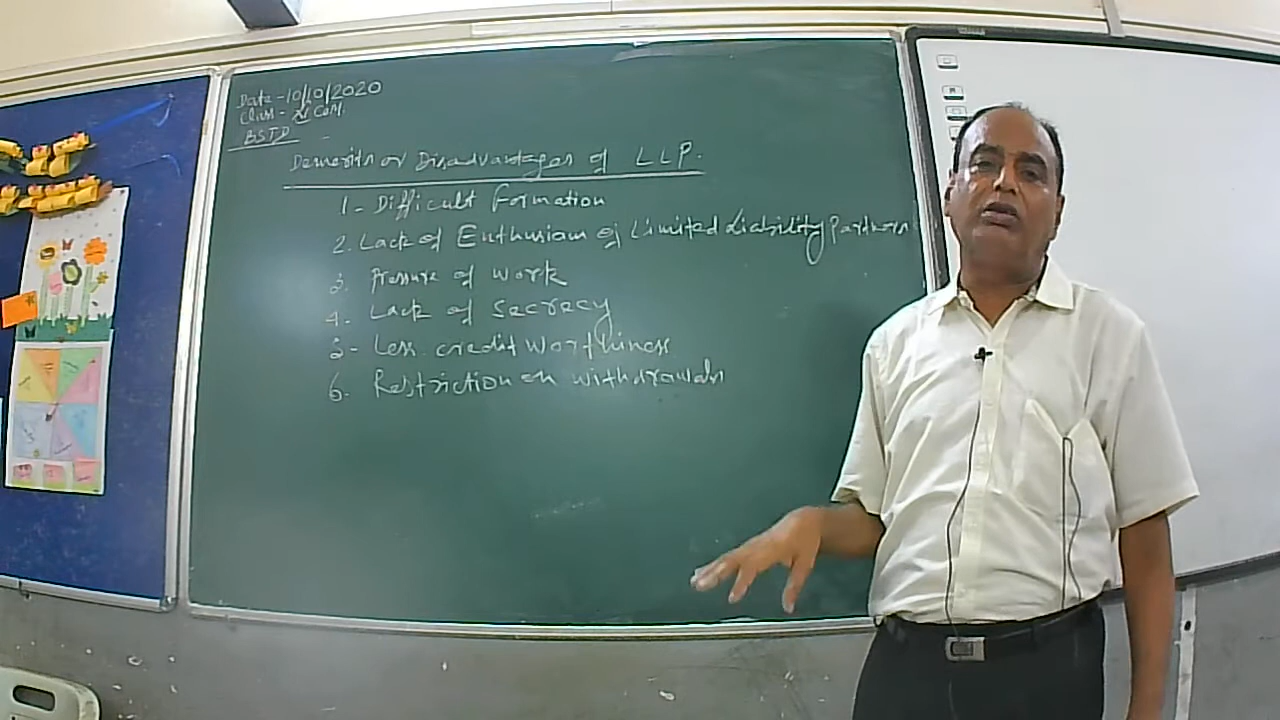 Date - 10/10/2020
Class - XI Com.
BSTD
Demerits or Disadvantages of LLP.
1 - Difficult Formation
2. Lack of Enthusiasm of Limited Liability Partners
3. Pressure of Work
4. Lack of Secrecy
5 - Less credit worthiness
6. Restriction on withdrawals